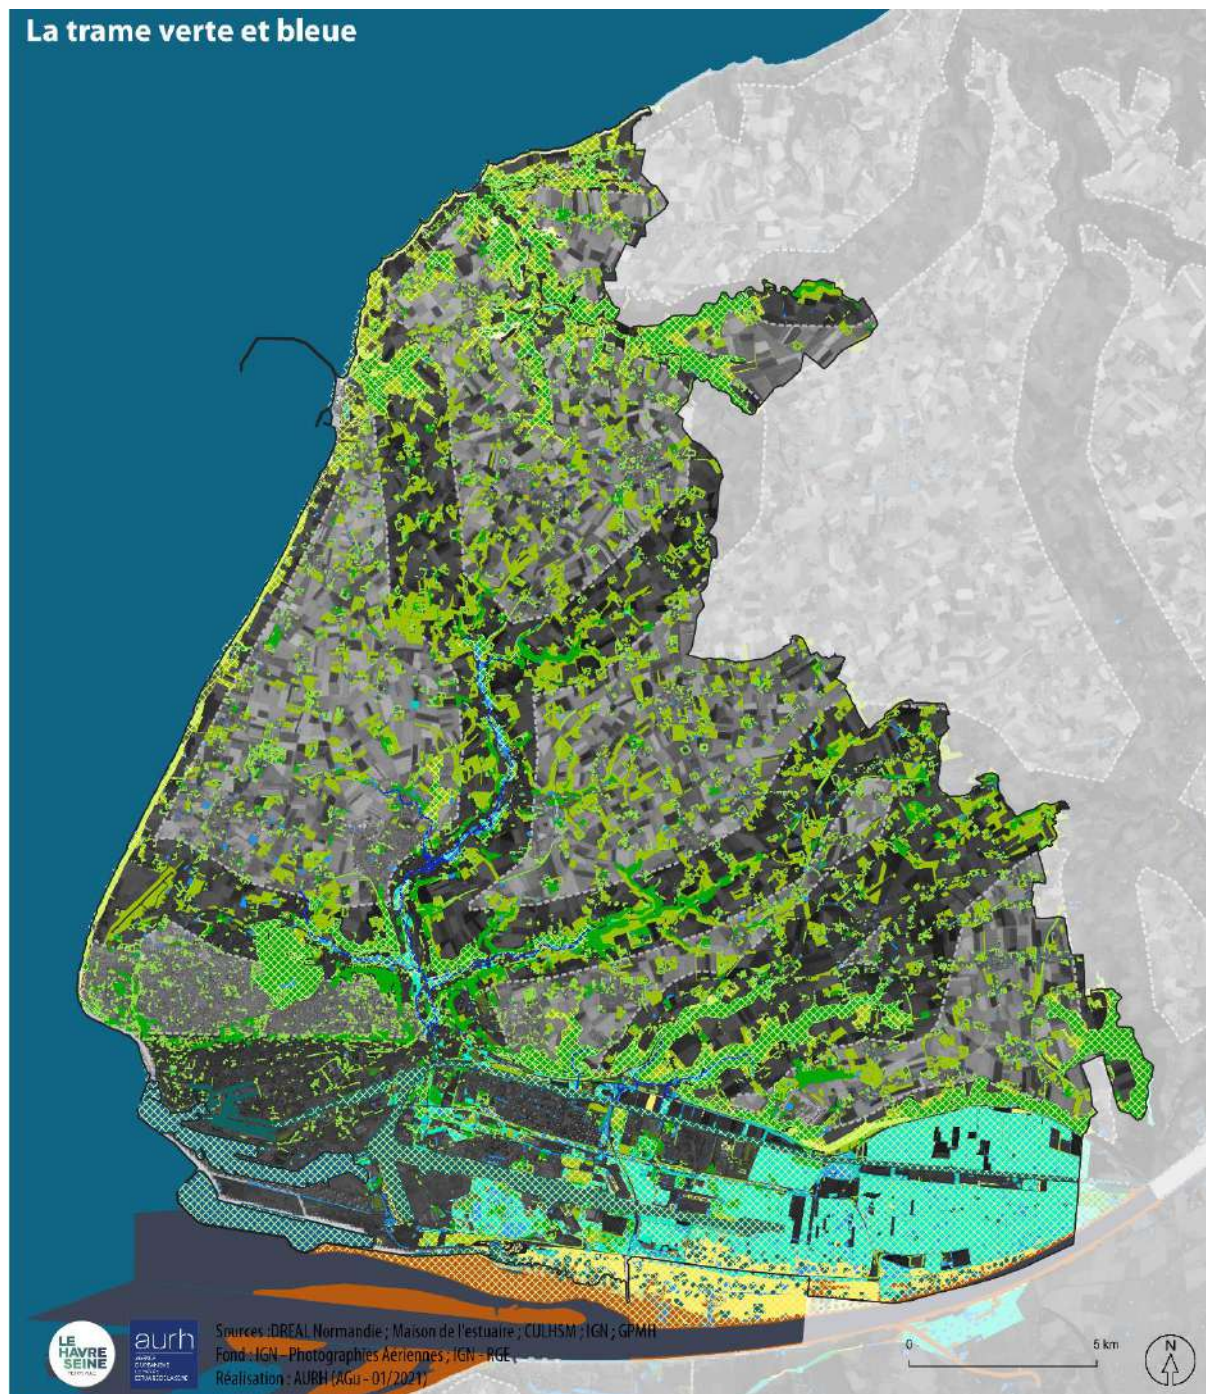 La trame verte et bleue
LE
HAVRE
SEINE
aurh
Sources : DREAL Normandie ; Maison de l'estuaire ; CULHSM ; IGN ; GPMH
Fond : IGN - Photographies Aériennes ; IGN - RGE
Réalisation : AURH (AGu - 01/2021)
0
5 km
N